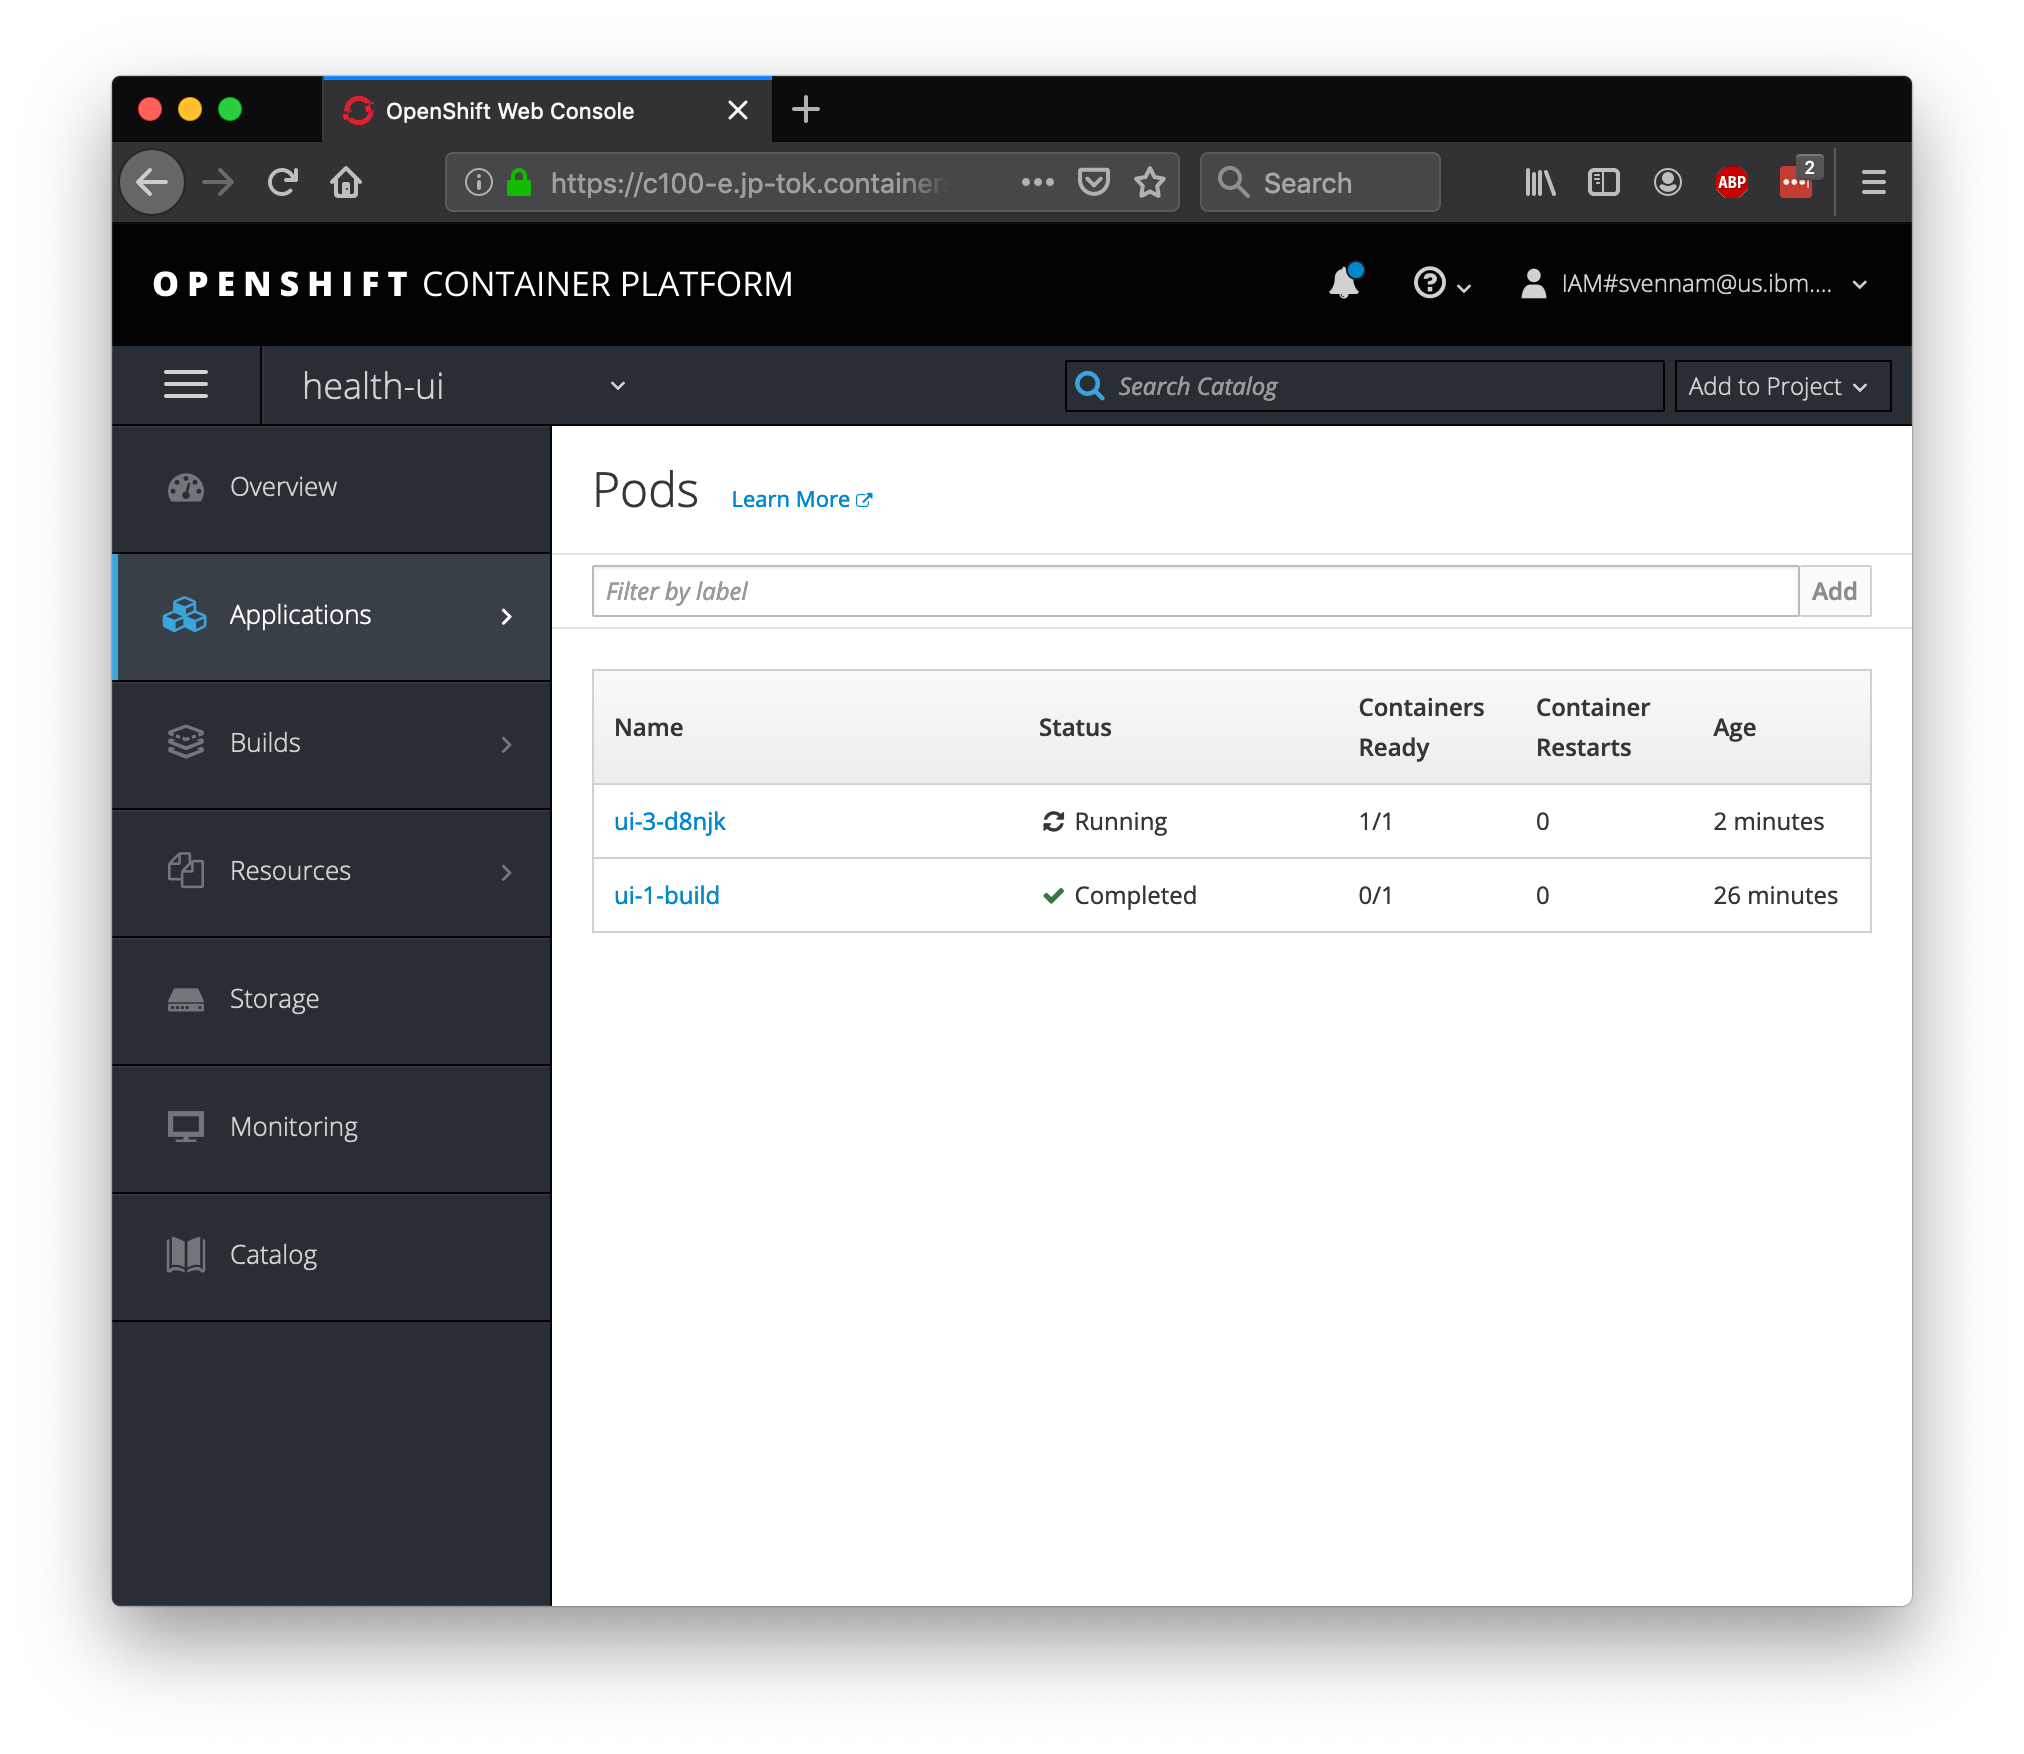 OpenShift Web Console
https://c100-e.jp-tok.containers
Search
ABP
2
OPENSHIFT CONTAINER PLATFORM
IAM#svennam@us.ibm....
health-ui
Search Catalog
Add to Project
Overview
Applications
Builds
Resources
Storage
Monitoring
Catalog
Pods
Learn More
Filter by label
Add
Name Status Containers Ready Container Restarts Age
ui-3-d8njk Running 1/1 0 2 minutes
ui-1-build Completed 0/1 0 26 minutes